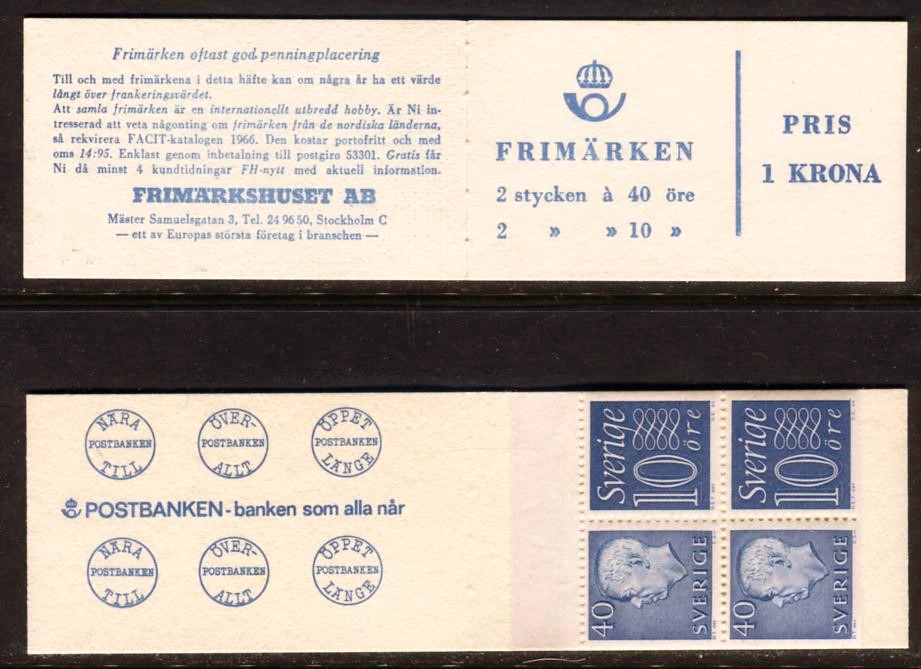 Frimärken oftast god penningplacering
Till och med frimärkena i detta häfte kan om några år ha ett värde
långt över frankeringsvärdet.
Att samla frimärken är en internationellt utbredd hobby. Är Ni in-
tresserad att veta någonting om frimärken från de nordiska länderna,
så rekvirera FACIT-katalogen 1966. Den kostar portofritt och med
oms 14:95. Enklast genom inbetalning till postgiro 53301. Gratis får
Ni då minst 4 kundtidningar FH-nytt med aktuell information.
FRIMÄRKSHUSET AB
Mäster Samuelsgatan 3, Tel. 24 96 50, Stockholm C
— ett av Europas största företag i branschen —
FRIMÄRKEN
2 stycken à 40 öre
2 » » 10 »
PRIS
1 KRONA
NÄRA
POSTBANKEN
TILL
ÖVER-
POSTBANKEN
ALLT
ÖPPET
POSTBANKEN
LÄNGE
POSTBANKEN - banken som alla når
NÄRA
POSTBANKEN
TILL
ÖVER-
POSTBANKEN
ALLT
ÖPPET
POSTBANKEN
LÄNGE
Sverige
10 öre
Sverige
10 öre
40
SVERIGE
40
SVERIGE